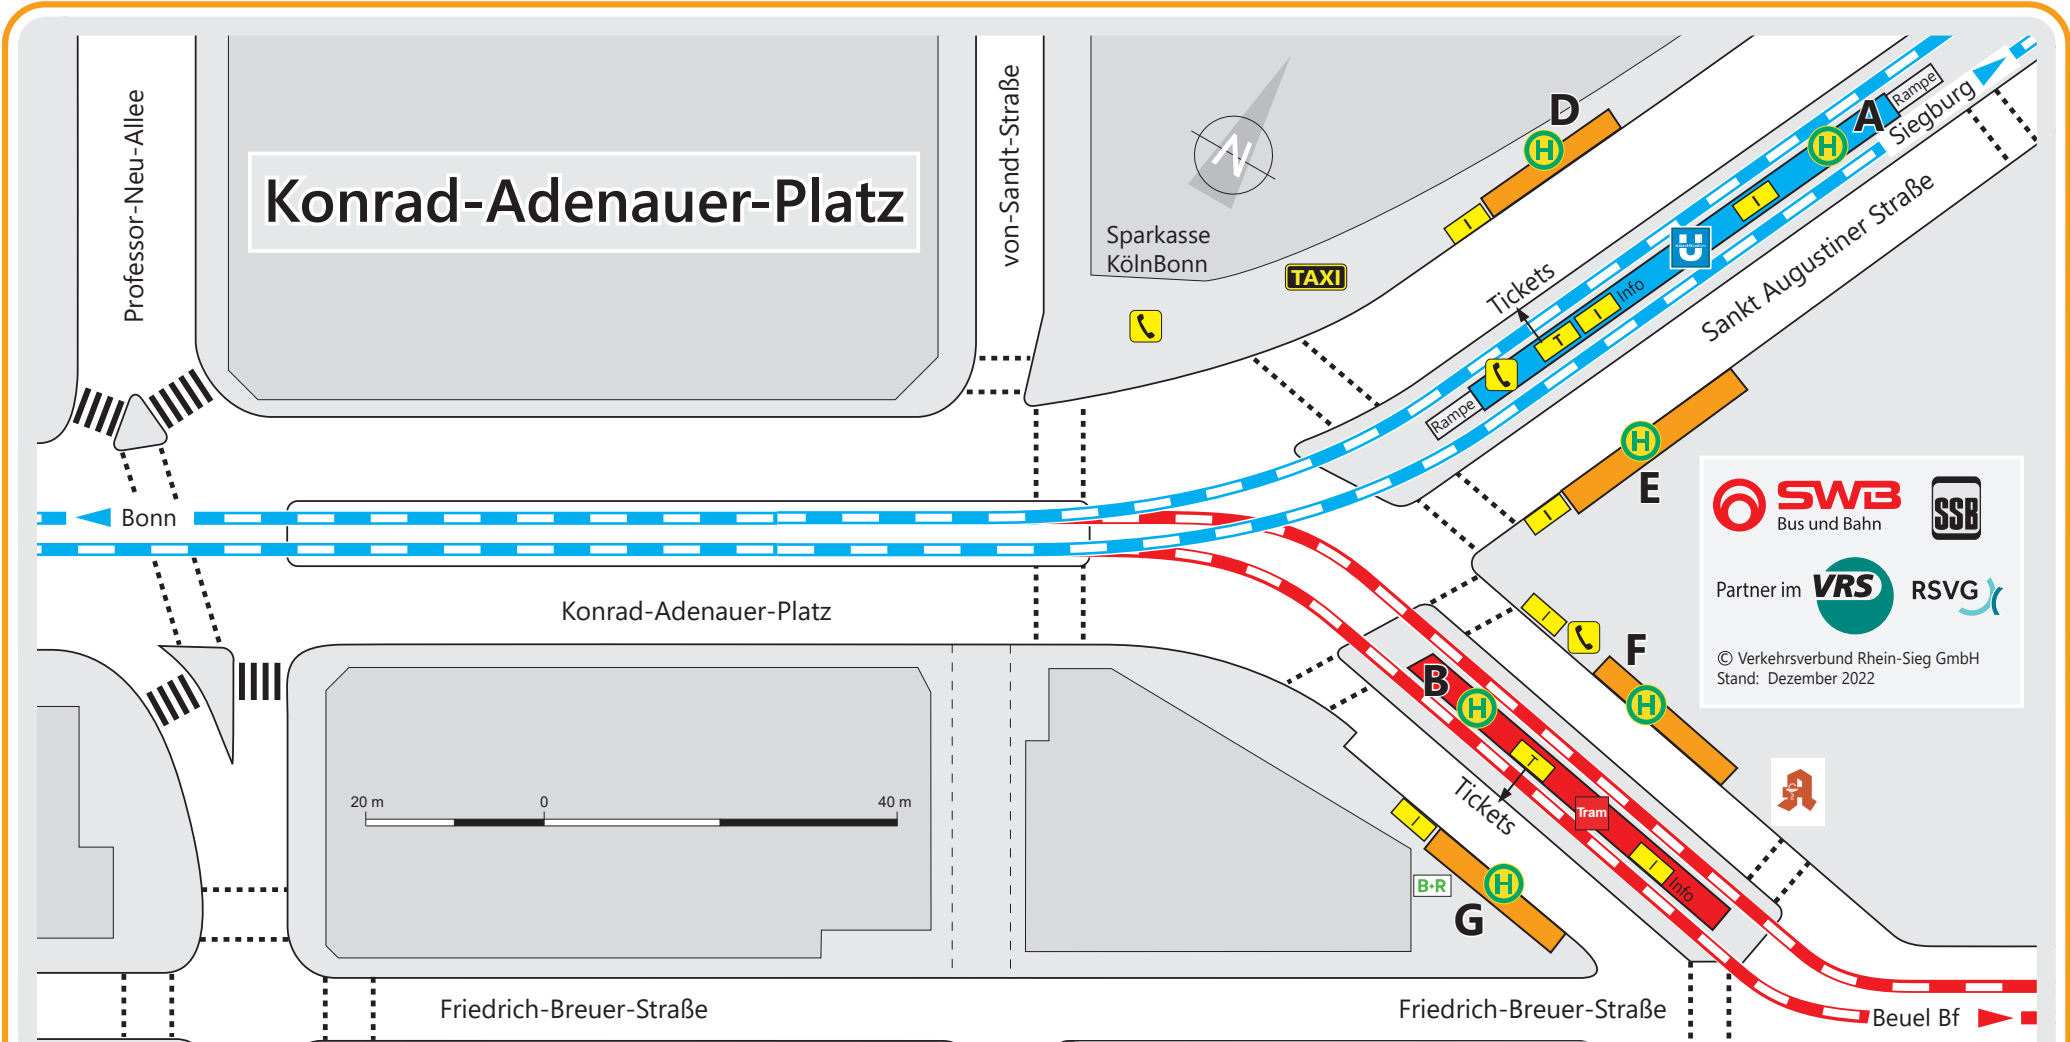 Professor-Neu-Allee
Konrad-Adenauer-Platz
von-Sandt-Straße
N
Sparkasse
KölnBonn
TAXI
D
H
I
A
H
Rampe
Siegburg
I
U
Tickets
Info
I
T
Rampe
Sankt Augustiner Straße
H
E
I
Bonn
Konrad-Adenauer-Platz
SWB
Bus und Bahn
SSB
Partner im
VRS
RSVG
© Verkehrsverbund Rhein-Sieg GmbH
Stand: Dezember 2022
I
F
H
B
H
T
Tickets
Tram
I
Info
20 m
0
40 m
I
B+R
H
G
Friedrich-Breuer-Straße
Friedrich-Breuer-Straße
Beuel Bf